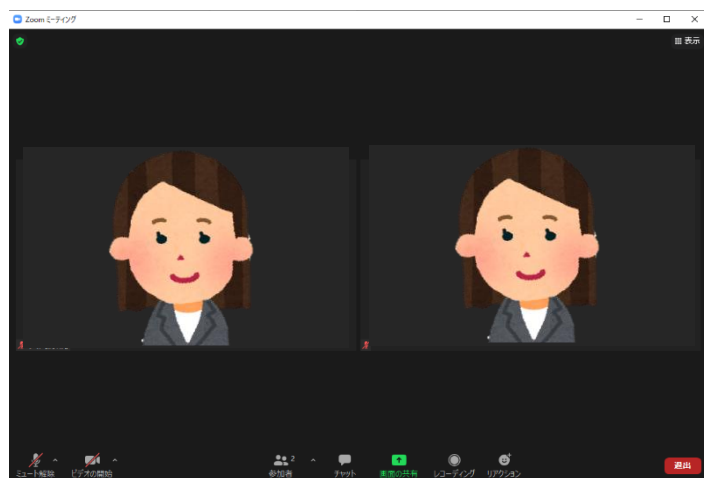 Zoom ミーティング
表示
ミュート解除
ビデオの開始
2
参加者
チャット
画面の共有
レコーディング
リアクション
退出